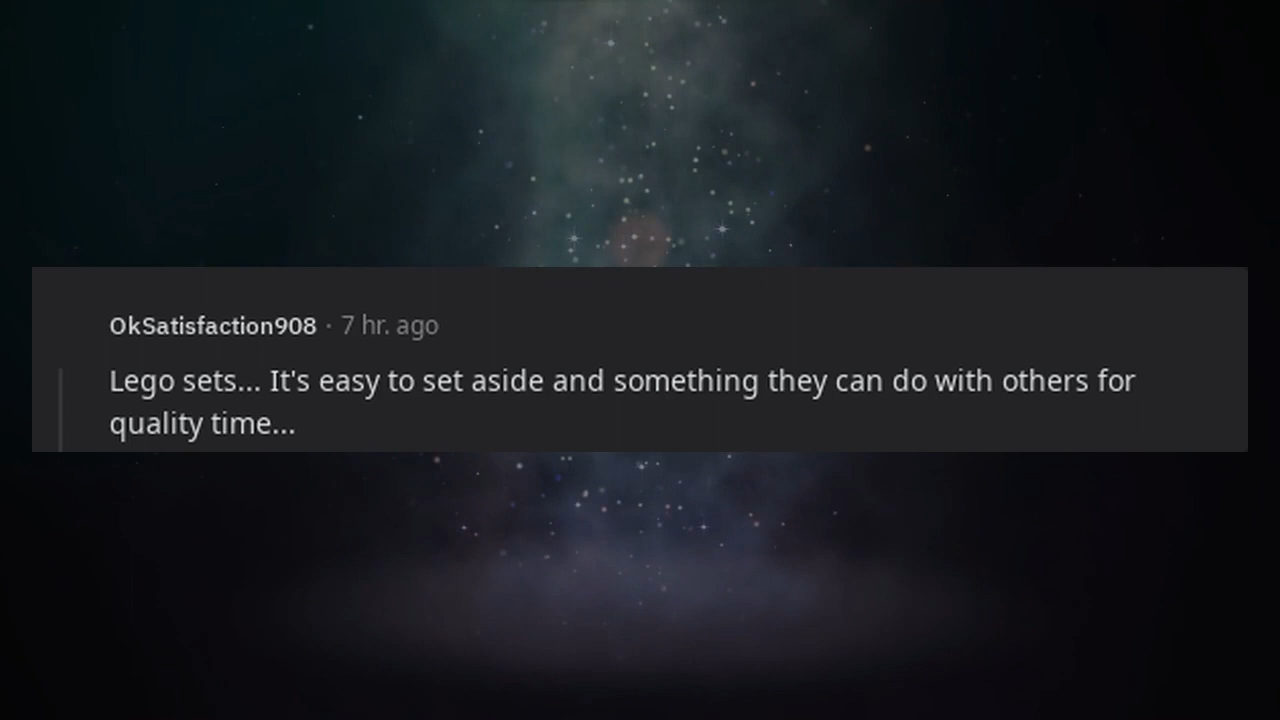 OkSatisfaction908 · 7 hr. ago
Lego sets... It's easy to set aside and something they can do with others for
quality time...